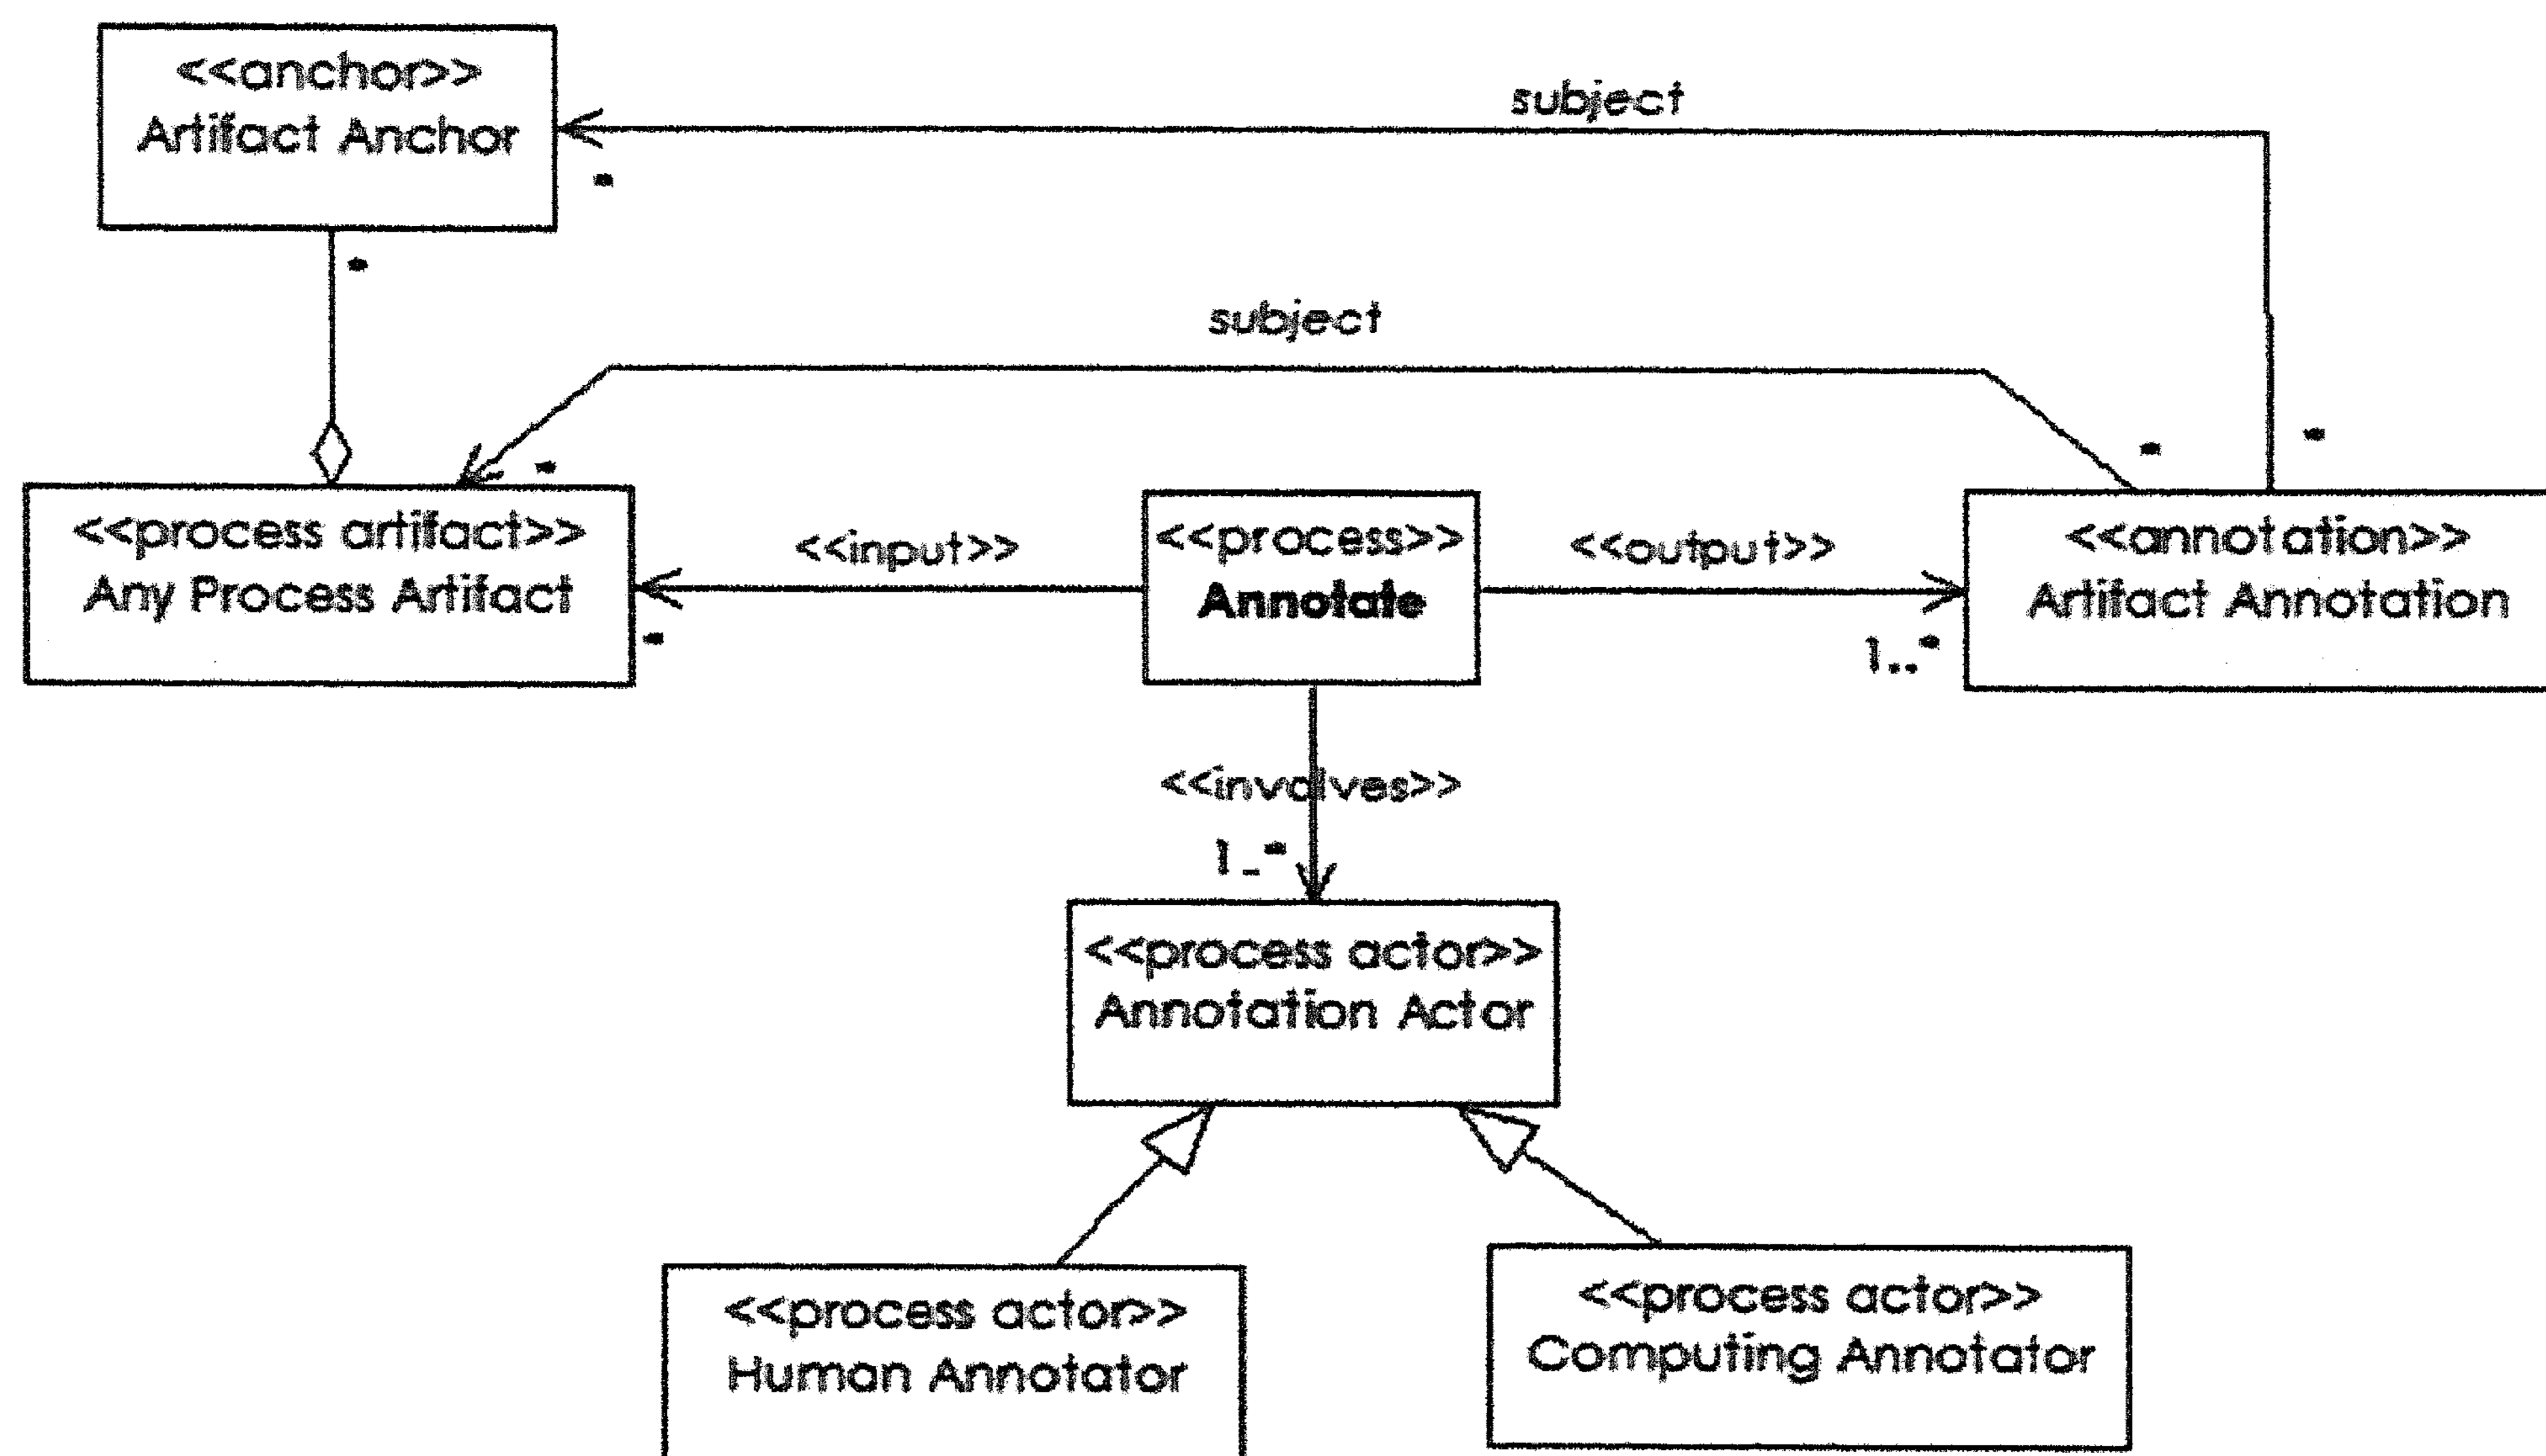 <<anchor>>
Artifact Anchor
*
*
subject
subject
*
*
*
<<process artifact>>
Any Process Artifact
*
<<input>>
<<process>>
Annotate
<<output>>
1..*
<<annotation>>
Artifact Annotation
<<involves>>
1..*
<<process actor>>
Annotation Actor
<<process actor>>
Human Annotator
<<process actor>>
Computing Annotator